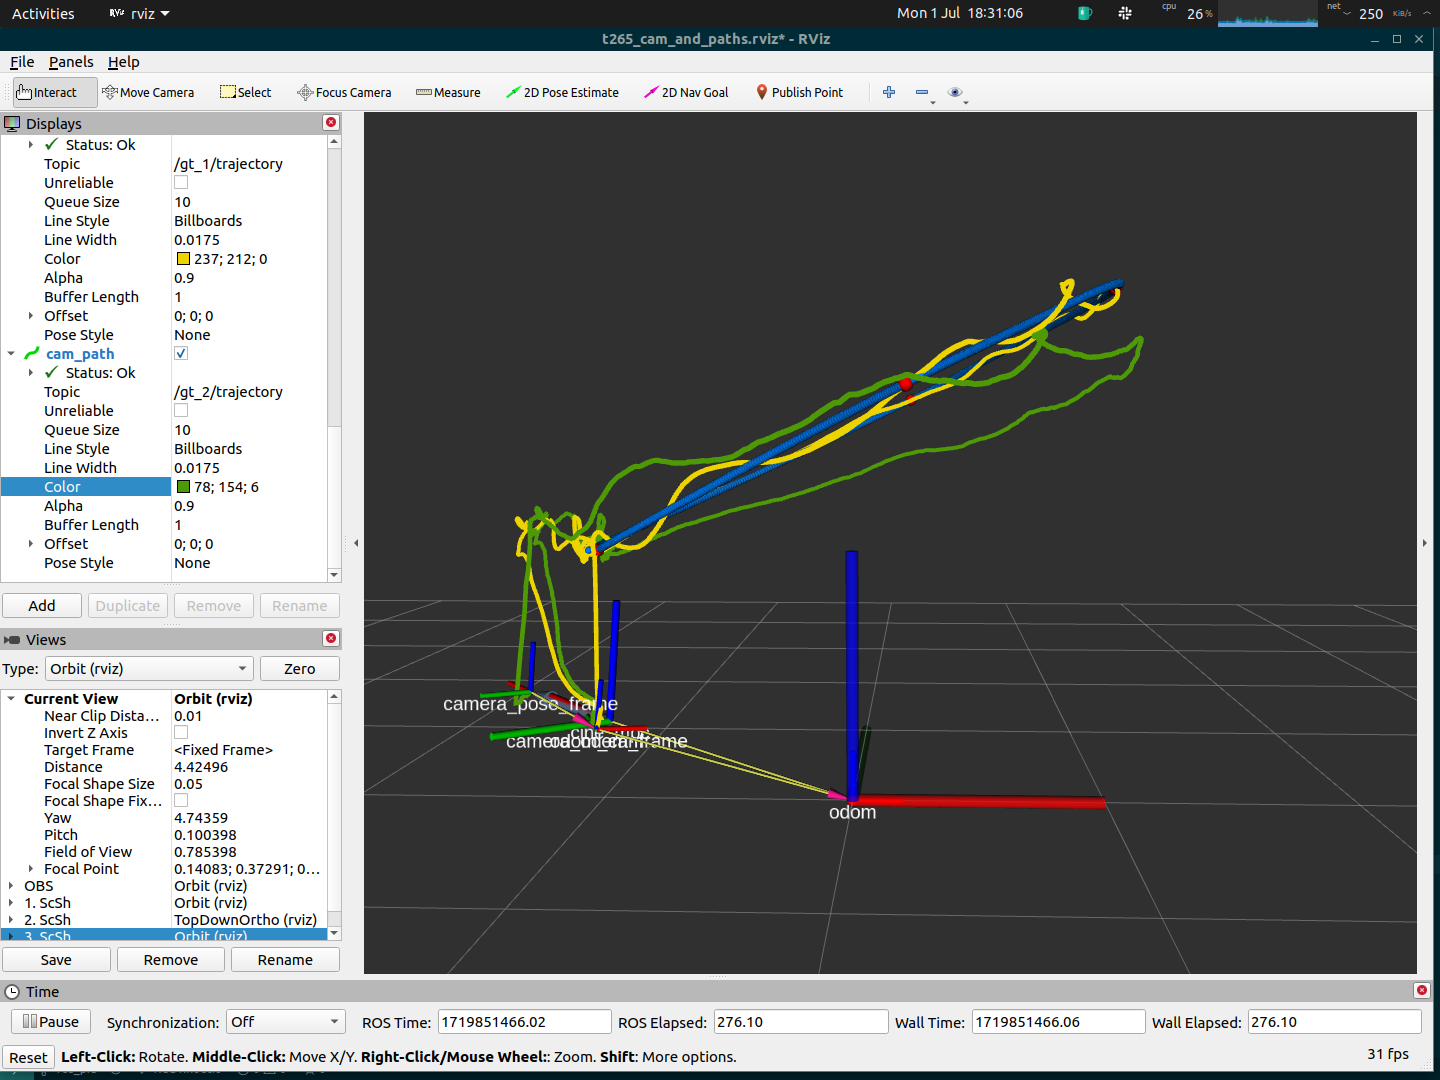 Activities
RViz rviz
Mon 1 Jul 18:31:06
cpu 26 %
net 250 KiB/s
t265_cam_and_paths.rviz* - RViz
File Panels Help
Interact Move Camera Select Focus Camera Measure 2D Pose Estimate 2D Nav Goal Publish Point
Displays
Status: Ok
Topic /gt_1/trajectory
Unreliable
Queue Size 10
Line Style Billboards
Line Width 0.0175
Color 237; 212; 0
Alpha 0.9
Buffer Length 1
Offset 0; 0; 0
Pose Style None
cam_path
Status: Ok
Topic /gt_2/trajectory
Unreliable
Queue Size 10
Line Style Billboards
Line Width 0.0175
Color 78; 154; 6
Alpha 0.9
Buffer Length 1
Offset 0; 0; 0
Pose Style None
Add Duplicate Remove Rename
Views
Type: Orbit (rviz) Zero
Current View Orbit (rviz)
Near Clip Dista... 0.01
Invert Z Axis
Target Frame <Fixed Frame>
Distance 4.42496
Focal Shape Size 0.05
Focal Shape Fix...
Yaw 4.74359
Pitch 0.100398
Field of View 0.785398
Focal Point 0.14083; 0.37291; 0...
OBS Orbit (rviz)
1. ScSh Orbit (rviz)
2. ScSh TopDownOrtho (rviz)
3. ScSh Orbit (rviz)
Save Remove Rename
camera_pose_frame
odom
Time
Pause Synchronization: Off ROS Time: 1719851466.02 ROS Elapsed: 276.10 Wall Time: 1719851466.06 Wall Elapsed: 276.10
Reset Left-Click: Rotate. Middle-Click: Move X/Y. Right-Click/Mouse Wheel:: Zoom. Shift: More options.
31 fps